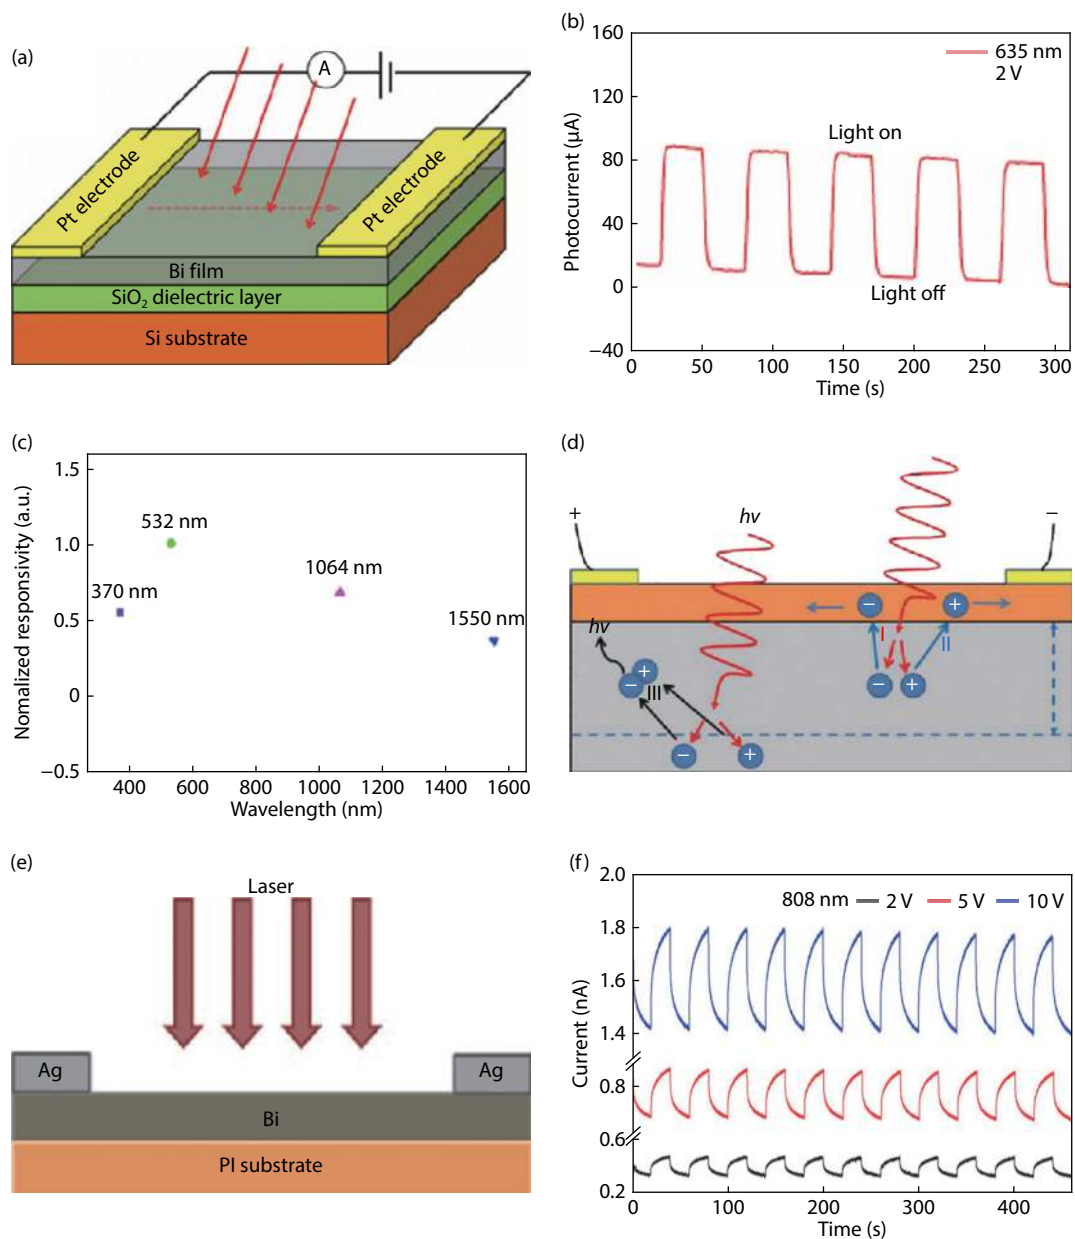 (a)
A
Pt electrode
Pt electrode
Bi film
SiO₂ dielectric layer
Si substrate
(b)
160
120
80
40
0
−40
Photocurrent (μA)
635 nm
2 V
Light on
Light off
0 50 100 150 200 250 300
Time (s)
(c)
1.5
1.0
0.5
0
−0.5
Nomalized responsivity (a.u.)
532 nm
370 nm
1064 nm
1550 nm
400 600 800 1000 1200 1400 1600
Wavelength (nm)
(d)
+
−
hv
− +
hv
I
II
− +
+
−
III
− +
(e)
Laser
Ag
Ag
Bi
PI substrate
(f)
2.0
1.8
1.6
1.4
0.8
0.6
0.2
Current (nA)
808 nm 2 V 5 V 10 V
0 100 200 300 400
Time (s)